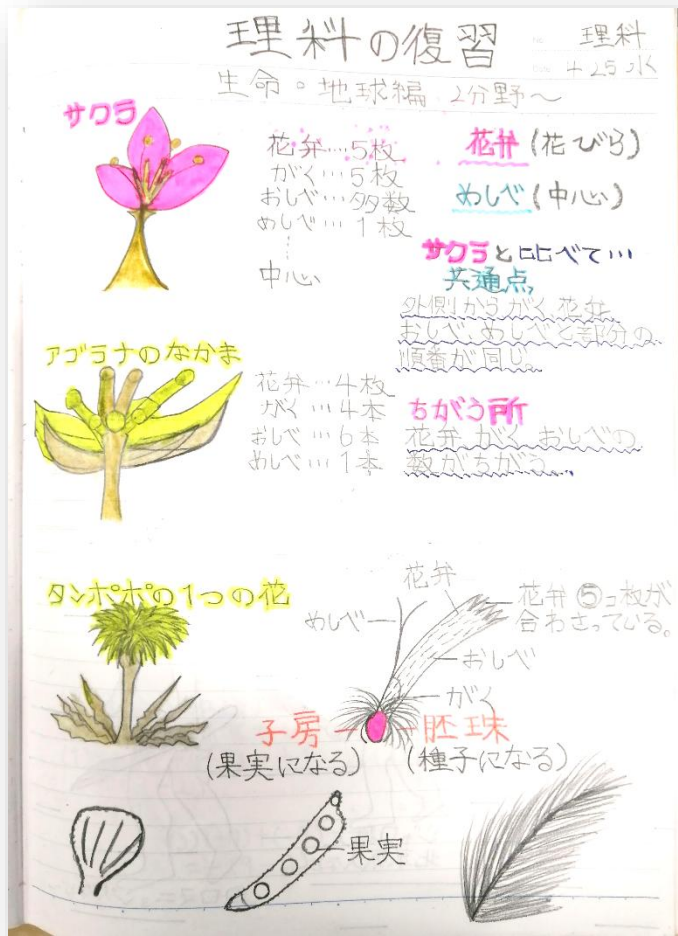 理科の復習
理科
4 25 水
生命。地球編 2分野〜
サクラ
花弁…5枚
がく…5枚
おしべ…多数
めしべ…1枚
中心
花弁(花びら)
めしべ(中心)
サクラと比べて…
共通点
外側からがく、花弁
おしべ、めしべと部分の
順番が同じ。
アブラナのなかま
花弁…4枚
がく…4本
おしべ…6本
めしべ…1本
ちがう所
花弁、がく、おしべの
数がちがう。
タンポポの1つの花
花弁
めしべ
花弁⑤つ枚が
合わさっている。
おしべ
がく
子房
胚珠
(果実になる)
(種子になる)
果実